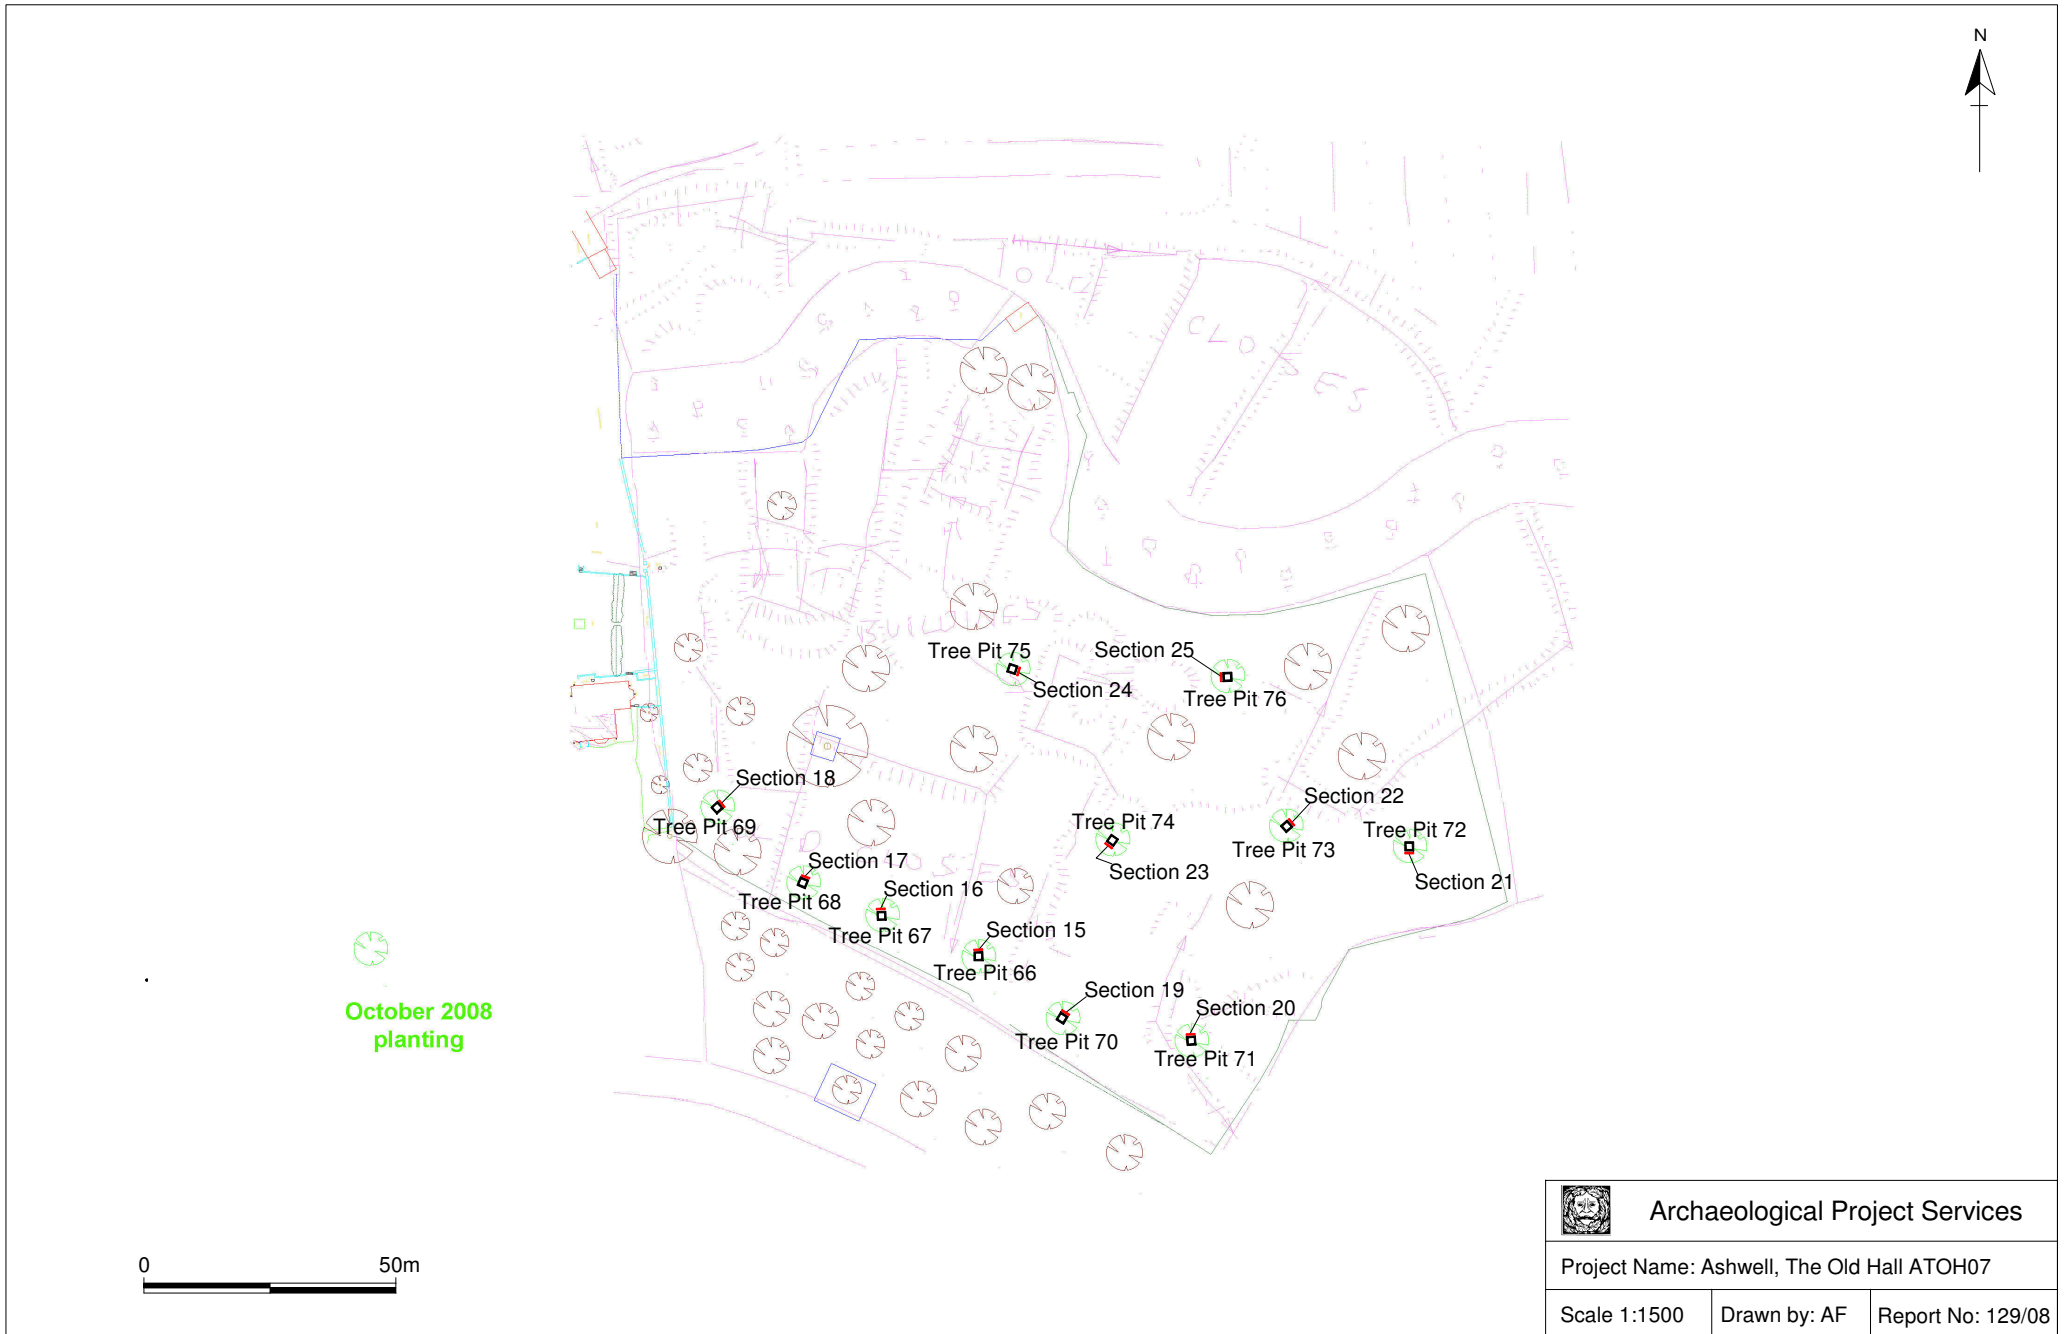 N
CLOSES
BUILDINGS
CLOSES
Tree Pit 75
Section 24
Section 25
Tree Pit 76
Section 18
Tree Pit 69
Section 22
Tree Pit 73
Tree Pit 72
Section 21
Tree Pit 74
Section 23
Section 17
Tree Pit 68
Section 16
Tree Pit 67
Section 15
Tree Pit 66
Section 19
Tree Pit 70
Section 20
Tree Pit 71
October 2008
planting
0 50m
Archaeological Project Services
Project Name: Ashwell, The Old Hall ATOH07
Scale 1:1500 Drawn by: AF Report No: 129/08